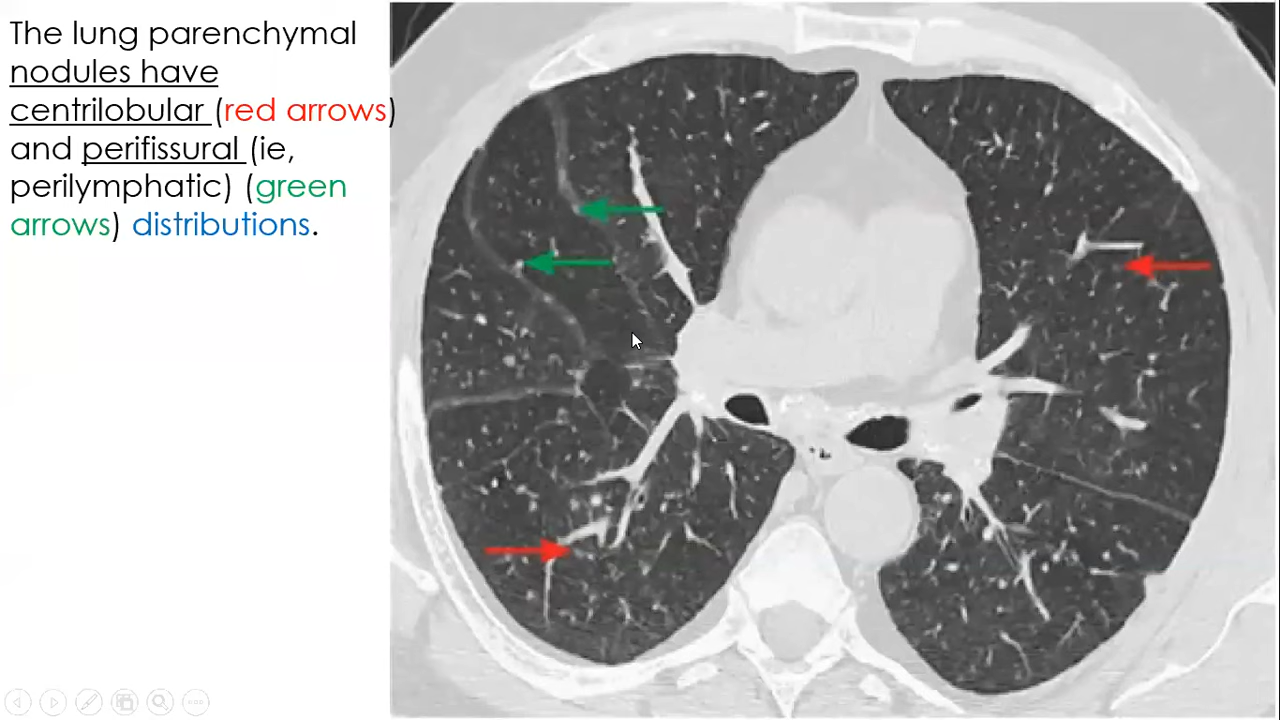 The lung parenchymal
nodules have
centrilobular (red arrows)
and perifissural (ie,
perilymphatic) (green
arrows) distributions.